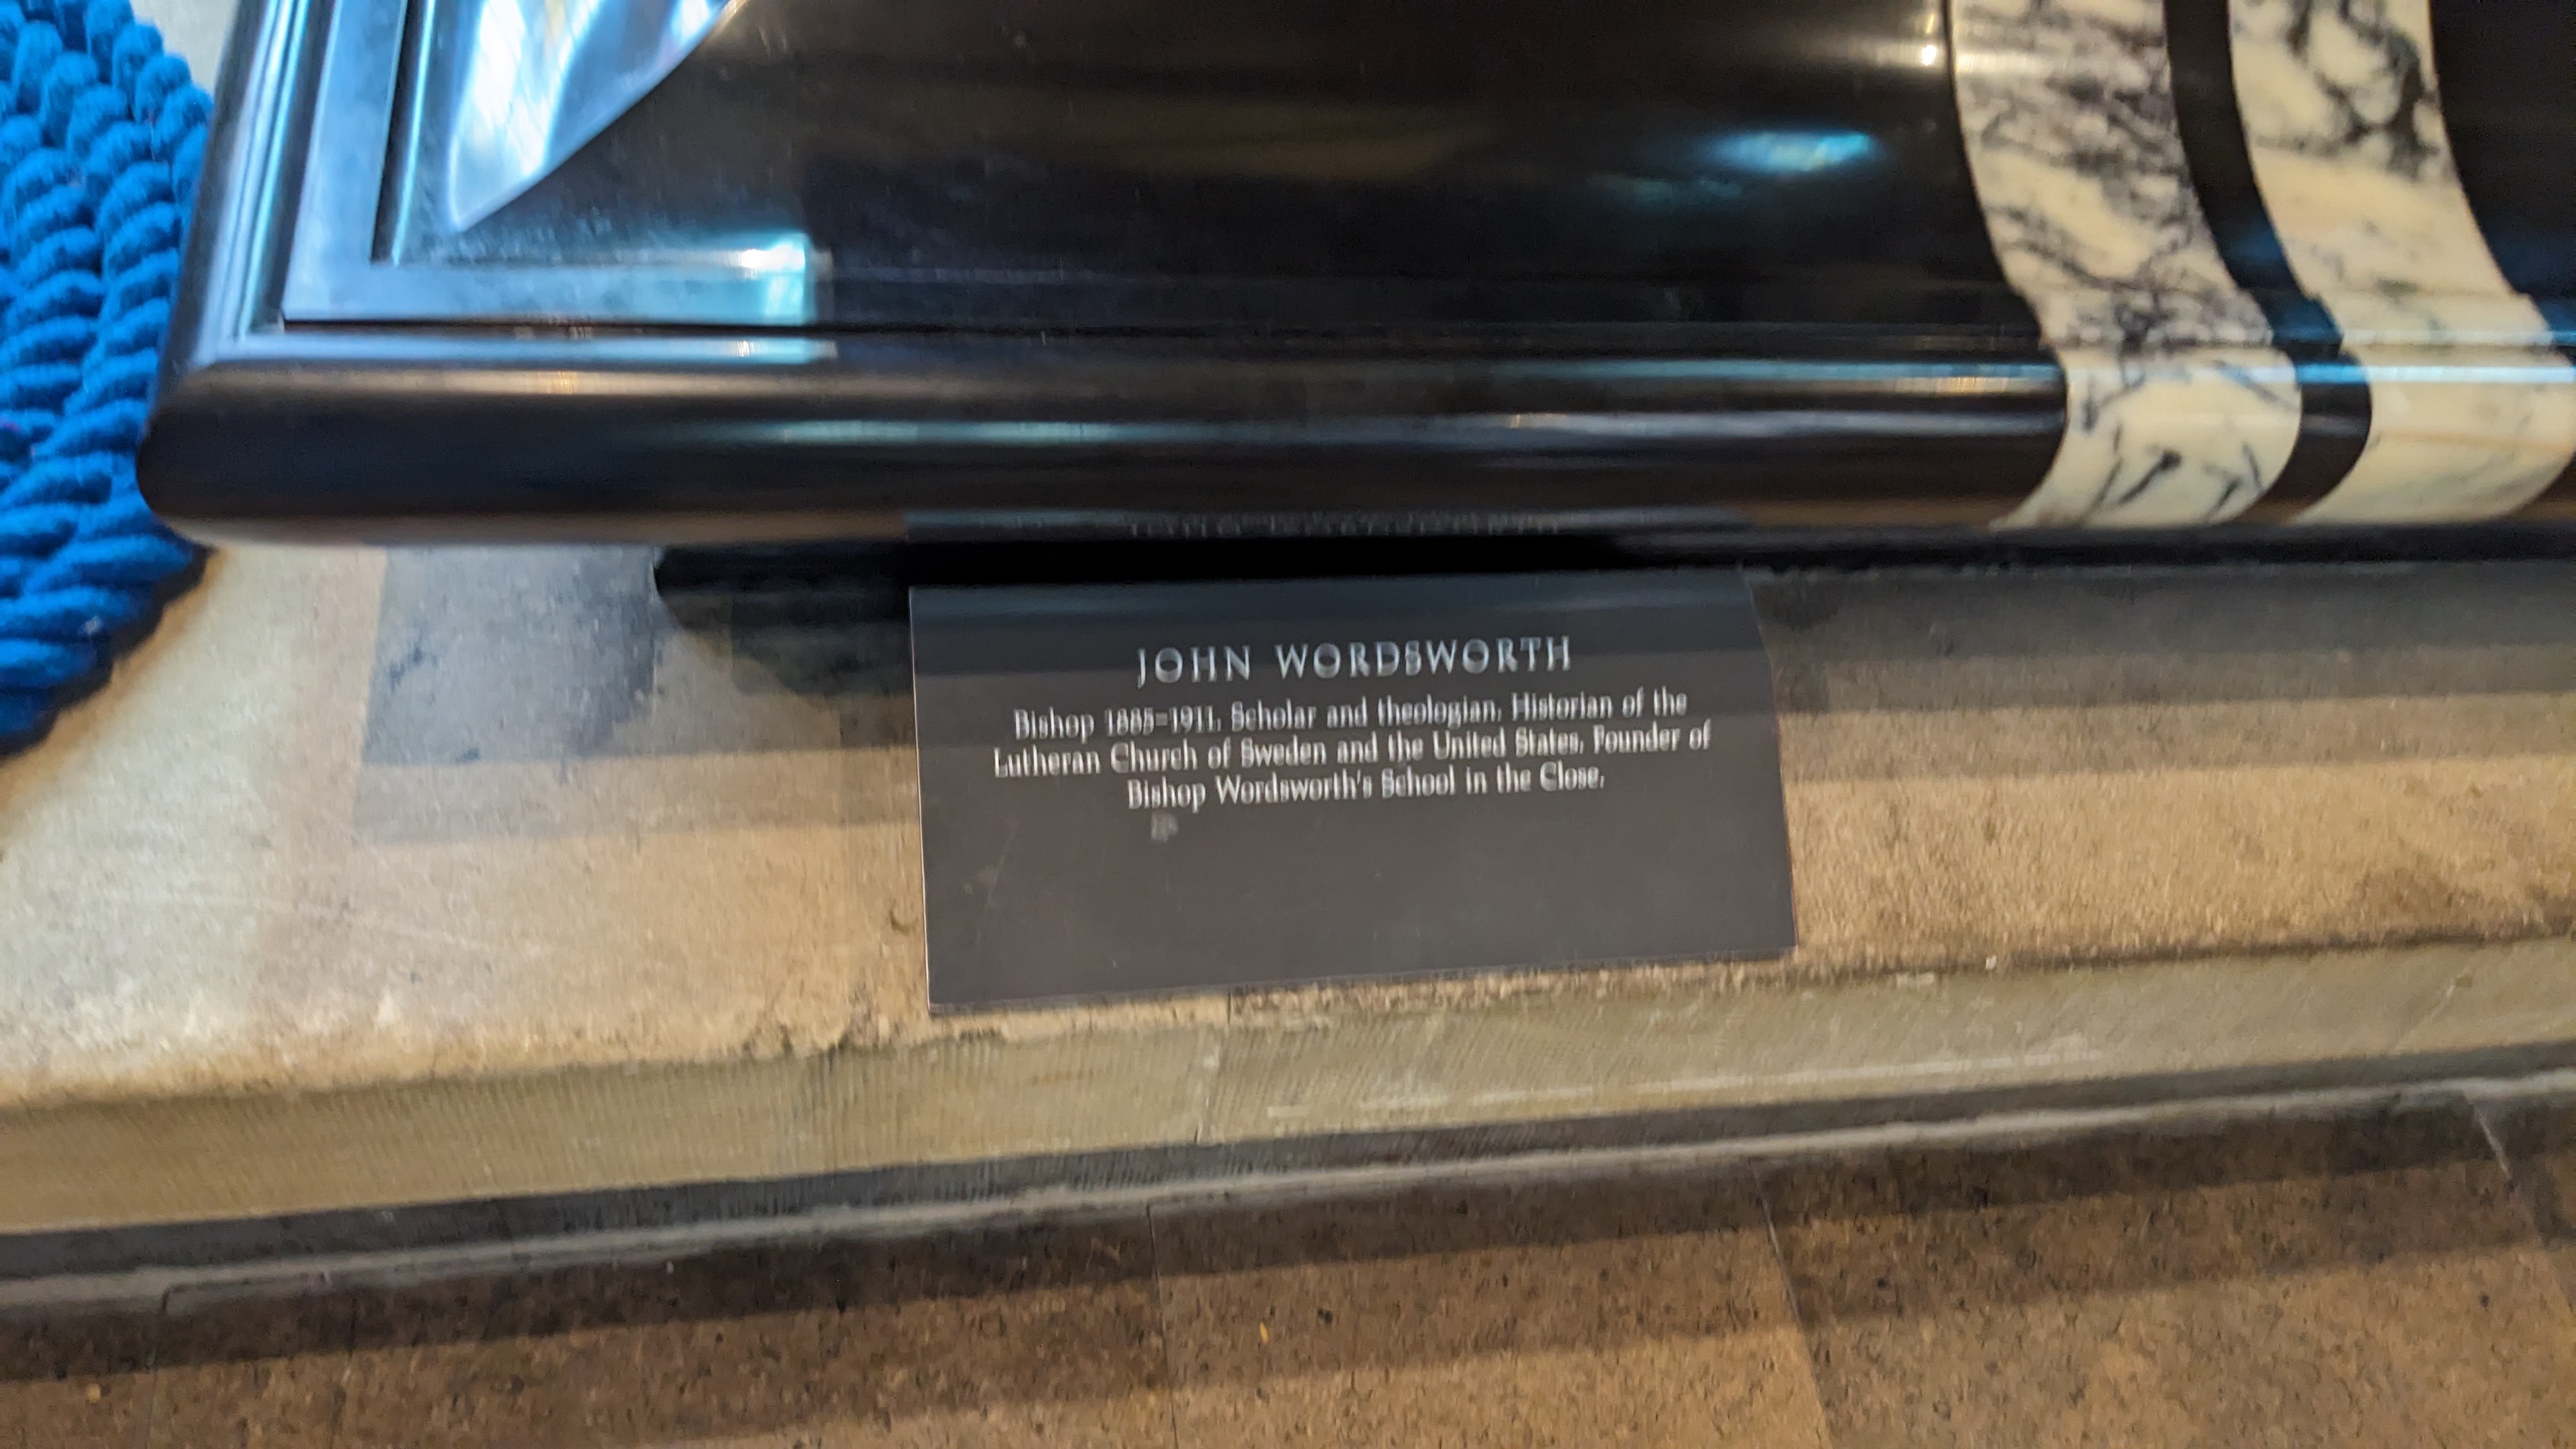 JOHN WORDSWORTH
Bishop 1885-1911. Scholar and theologian. Historian of the
Lutheran Church of Sweden and the United States. Founder of
Bishop Wordsworth's School in the Close.